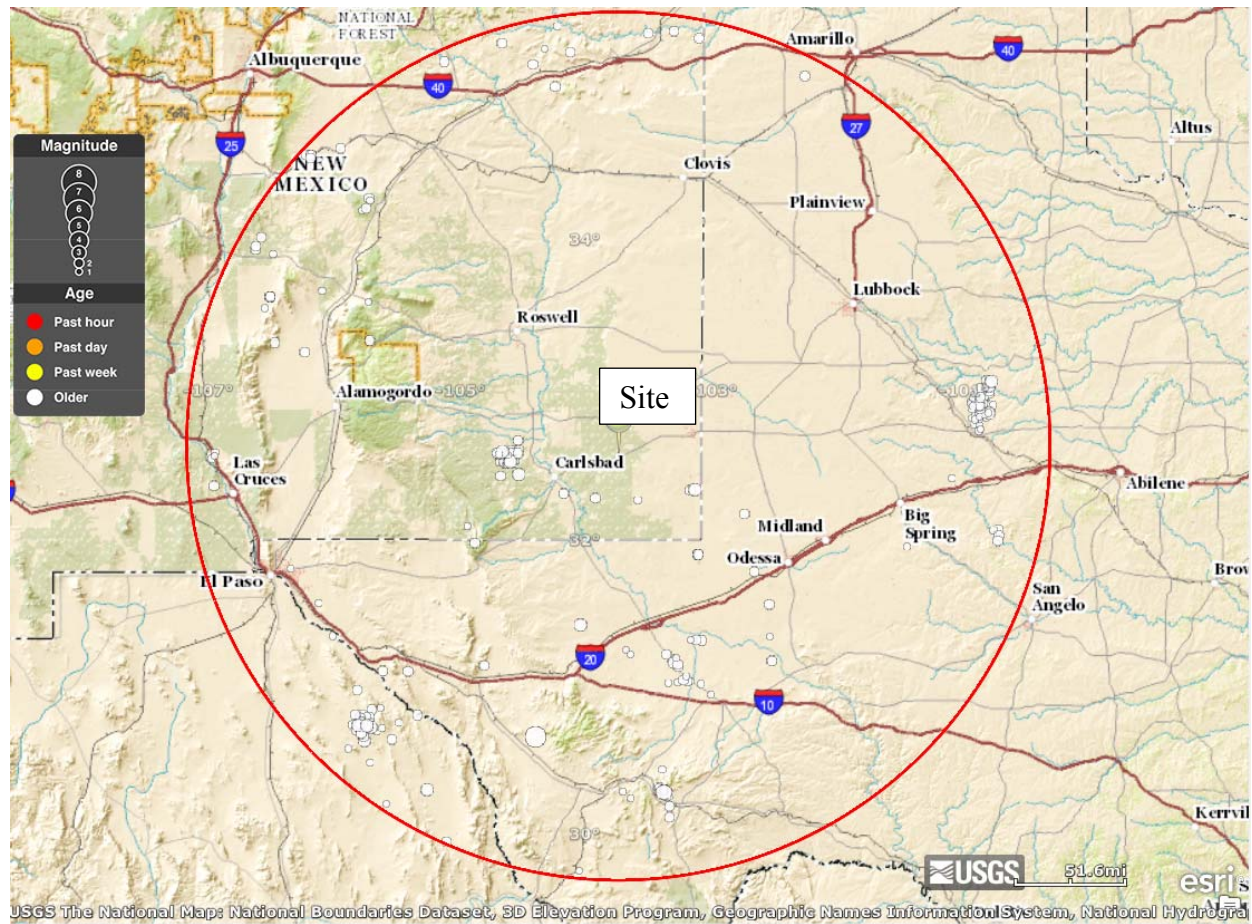 NATIONAL
FOREST
Albuquerque
Amarillo
40
40
25
27
Altus
Magnitude
8
7
6
5
4
3
2
1
Clovis
NEW
MEXICO
Plainview
34°
Age
Past hour
Past day
Past week
Older
Lubbock
Roswell
-107°
Alamogordo
-105°
Site
103°
-101°
Las
Cruces
Carlsbad
Abilene
Big
Spring
Midland
32°
Odessa
El Paso
San
Angelo
20
10
30°
Kerrvil
USGS
51.6mi
esri
USGS The National Map: National Boundaries Dataset, 3D Elevation Program, Geographic Names Information System, National Hydrogra